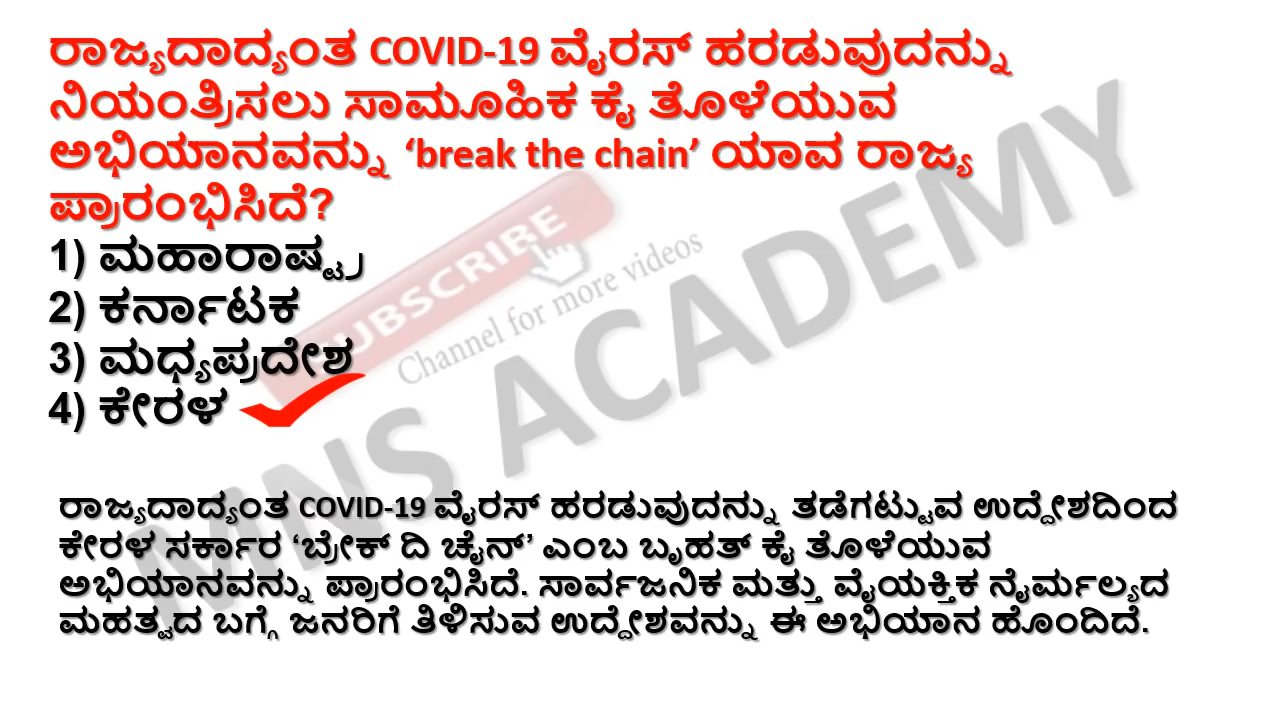 ರಾಜ್ಯದಾದ್ಯಂತ COVID-19 ವೈರಸ್ ಹರಡುವುದನ್ನು
ನಿಯಂತ್ರಿಸಲು ಸಾಮೂಹಿಕ ಕೈ ತೊಳೆಯುವ
ಅಭಿಯಾನವನ್ನು ‘break the chain’ ಯಾವ ರಾಜ್ಯ
ಪ್ರಾರಂಭಿಸಿದೆ?
1) ಮಹಾರಾಷ್ಟ್ರ
2) ಕರ್ನಾಟಕ
3) ಮಧ್ಯಪ್ರದೇಶ
4) ಕೇರಳ
SUBSCRIBE
Channel for more videos
MNS ACADEMY
ರಾಜ್ಯದಾದ್ಯಂತ COVID-19 ವೈರಸ್ ಹರಡುವುದನ್ನು ತಡೆಗಟ್ಟುವ ಉದ್ದೇಶದಿಂದ
ಕೇರಳ ಸರ್ಕಾರ ‘ಬ್ರೇಕ್ ದಿ ಚೈನ್’ ಎಂಬ ಬೃಹತ್ ಕೈ ತೊಳೆಯುವ
ಅಭಿಯಾನವನ್ನು ಪ್ರಾರಂಭಿಸಿದೆ. ಸಾರ್ವಜನಿಕ ಮತ್ತು ವೈಯಕ್ತಿಕ ನೈರ್ಮಲ್ಯದ
ಮಹತ್ವದ ಬಗ್ಗೆ ಜನರಿಗೆ ತಿಳಿಸುವ ಉದ್ದೇಶವನ್ನು ಈ ಅಭಿಯಾನ ಹೊಂದಿದೆ.